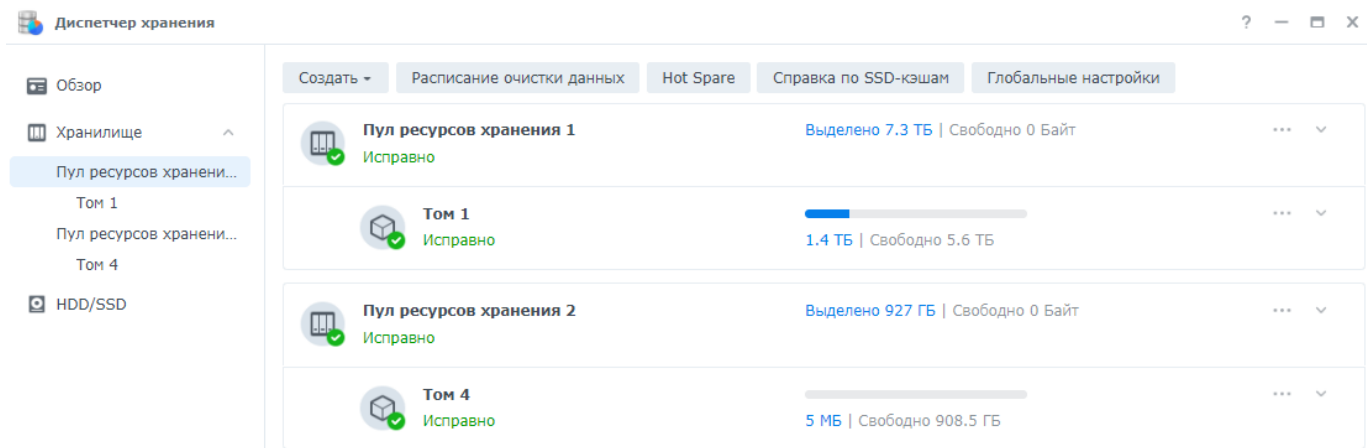 Диспетчер хранения
Обзор
Хранилище
Пул ресурсов хранени...
Том 1
Пул ресурсов хранени...
Том 4
HDD/SSD
Создать Расписание очистки данных Hot Spare Справка по SSD-кэшам Глобальные настройки
Пул ресурсов хранения 1 Выделено 7.3 ТБ | Свободно 0 Байт
Исправно
Том 1
Исправно 1.4 ТБ | Свободно 5.6 ТБ
Пул ресурсов хранения 2 Выделено 927 ГБ | Свободно 0 Байт
Исправно
Том 4
Исправно 5 МБ | Свободно 908.5 ГБ